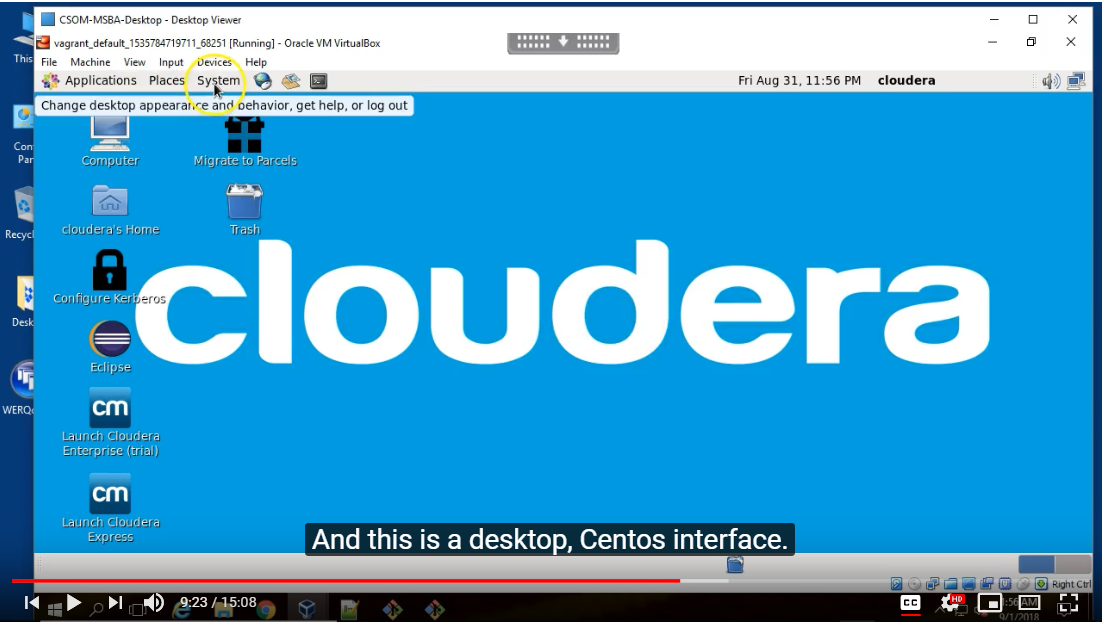 CSOM-MSBA-Desktop - Desktop Viewer
vagrant_default_1535784719711_68251 [Running] - Oracle VM VirtualBox
File Machine View Input Devices Help
Applications Places System
Fri Aug 31, 11:56 PM cloudera
Change desktop appearance and behavior, get help, or log out
This
Computer
Migrate to Parcels
Con
Par
cloudera's Home
Trash
Recycl
Configure Kerberos
cloudera
Desk
Eclipse
WERQ
cm
Launch Cloudera
Enterprise (trial)
cm
Launch Cloudera
Express
And this is a desktop, Centos interface.
Right Ctrl
9:23 / 15:08
CC
HD
:56 AM
9/1/2018